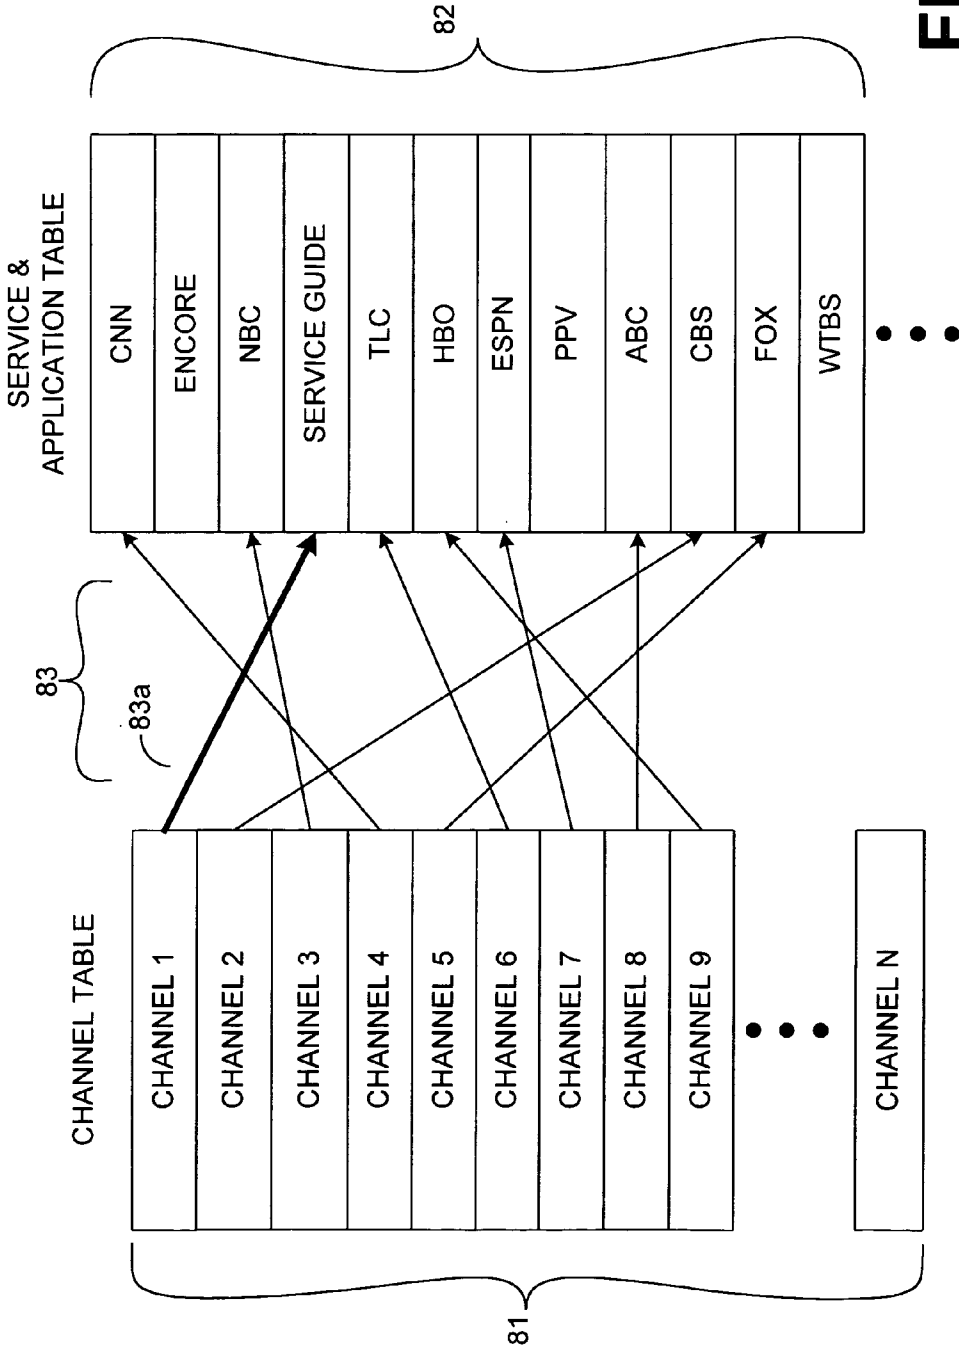 CHANNEL TABLE
81
CHANNEL 1
CHANNEL 2
CHANNEL 3
CHANNEL 4
CHANNEL 5
CHANNEL 6
CHANNEL 7
CHANNEL 8
CHANNEL 9
CHANNEL N
83
83a
SERVICE &
APPLICATION TABLE
CNN
ENCORE
NBC
SERVICE GUIDE
TLC
HBO
ESPN
PPV
ABC
CBS
FOX
WTBS
82